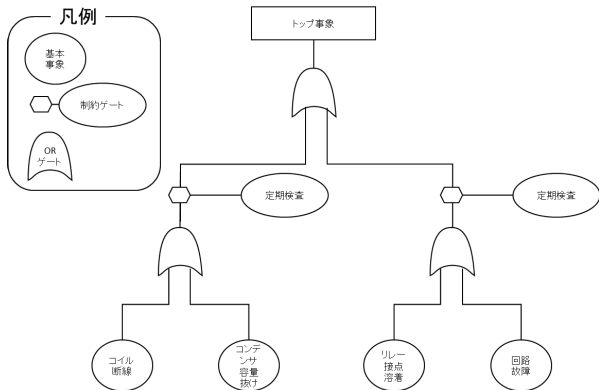 凡例
基本
事象
制約ゲート
OR
ゲート
トップ事象
定期検査
定期検査
コイル
断線
コンデ
ンサ
容量
抜け
リレー
接点
溶着
回路
故障